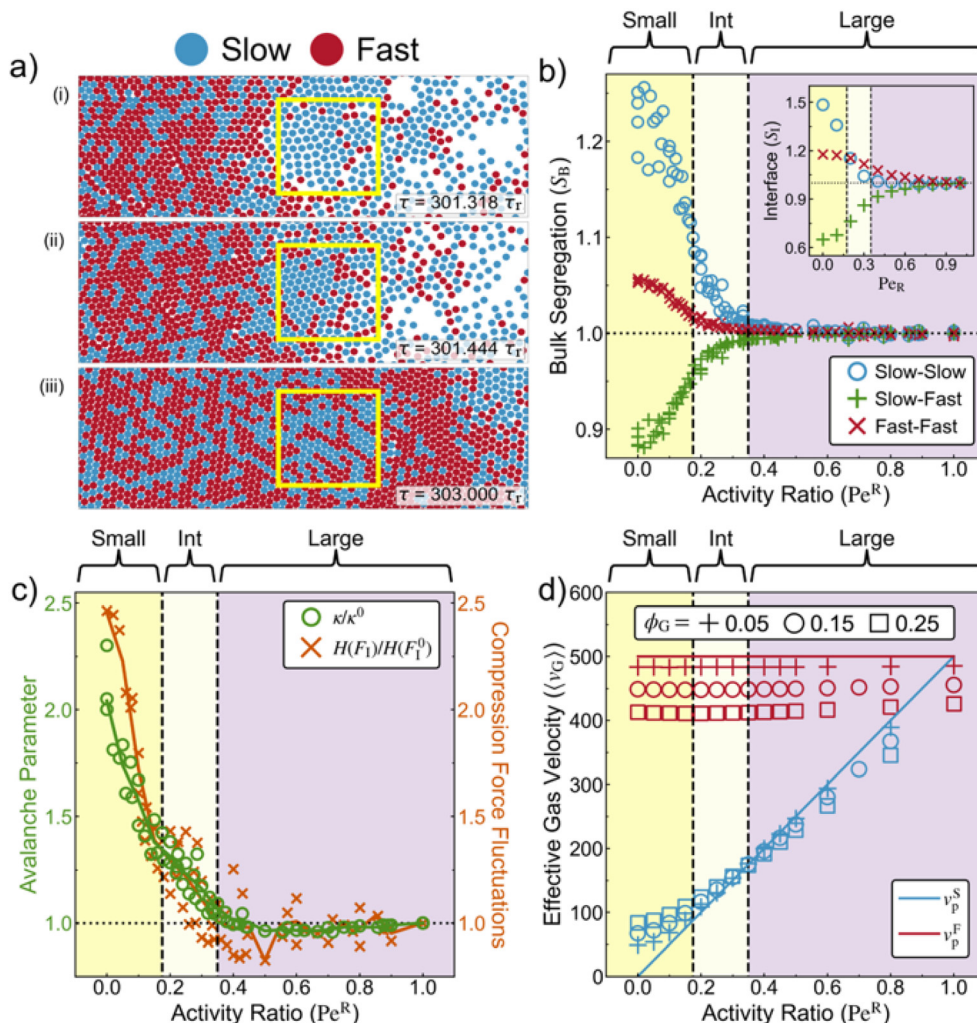 a)
Slow Fast
(i)
τ = 301.318 τr
(ii)
τ = 301.444 τr
(iii)
τ = 303.000 τr
b)
Small Int Large
Bulk Segregation (SB)
1.2
1.1
1.0
0.9
0.0 0.2 0.4 0.6 0.8 1.0
Activity Ratio (PeR)
Interface (SI)
1.5
1.2
0.9
0.6
0.0 0.3 0.6 0.9
PeR
Slow-Slow
Slow-Fast
Fast-Fast
c)
Small Int Large
Avalanche Parameter
2.5
2.0
1.5
1.0
κ/κ0
H(FI)/H(FI0)
2.5
2.0
1.5
1.0
Compression Force Fluctuations
0.0 0.2 0.4 0.6 0.8 1.0
Activity Ratio (PeR)
d)
Small Int Large
Effective Gas Velocity (⟨vG⟩)
600
500
400
300
200
100
0
ϕG = 0.05 0.15 0.25
vpS
vpF
0.0 0.2 0.4 0.6 0.8 1.0
Activity Ratio (PeR)